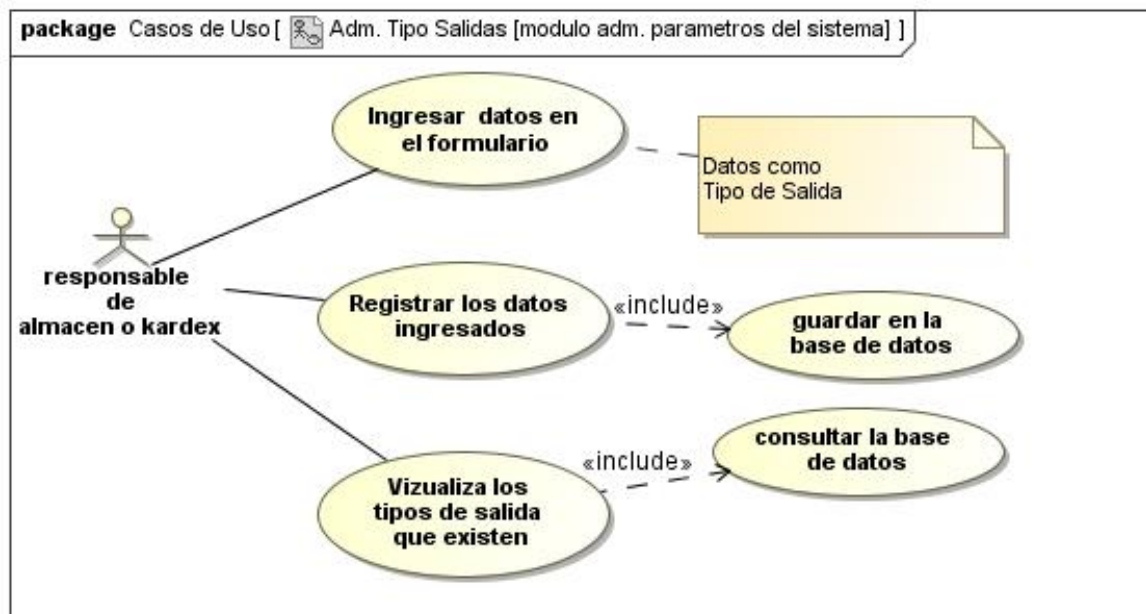 package Casos de Uso [ Adm. Tipo Salidas [modulo adm. parametros del sistema] ]
Ingresar datos en
el formulario
Datos como
Tipo de Salida
responsable
de
almacen o kardex
Registrar los datos
ingresados
«include»
guardar en la
base de datos
Vizualiza los
tipos de salida
que existen
«include»
consultar la base
de datos